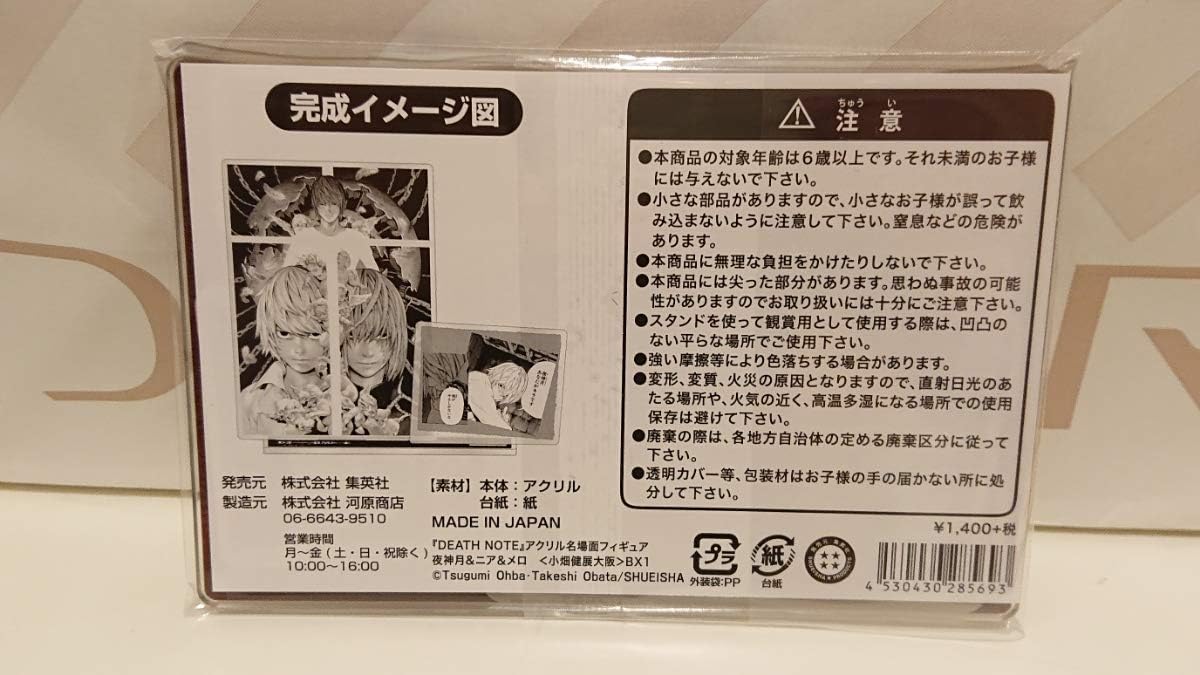 完成イメージ図
発売元 株式会社 集英社
製造元 株式会社 河原商店
06-6643-9510
営業時間
月～金(土・日・祝除く)
10:00～16:00
【素材】本体:アクリル
台紙:紙
MADE IN JAPAN
『DEATH NOTE』アクリル名場面フィギュア
夜神月&ニア&メロ <小畑健展大阪>BX1
©Tsugumi Ohba・Takeshi Obata/SHUEISHA
ちゅう い
注 意
●本商品の対象年齢は6歳以上です。それ未満のお子様
には与えないで下さい。
●小さな部品がありますので、小さなお子様が誤って飲
み込まないように注意して下さい。窒息などの危険が
あります。
●本商品に無理な負担をかけたりしないで下さい。
●本商品には尖った部分があります。思わぬ事故の可能
性がありますのでお取り扱いには十分にご注意下さい。
●スタンドを使って観賞用として使用する際は、凹凸の
ない平らな場所でご使用下さい。
●強い摩擦等により色落ちする場合があります。
●変形、変質、火災の原因となりますので、直射日光のあ
たる場所や、火気の近く、高温多湿になる場所での使用
保存は避けて下さい。
●廃棄の際は、各地方自治体の定める廃棄区分に従って
下さい。
●透明カバー等、包装材はお子様の手の届かない所に処
分して下さい。
¥1,400+税
プラ
外装袋:PP
紙
台紙
4 530430 285693